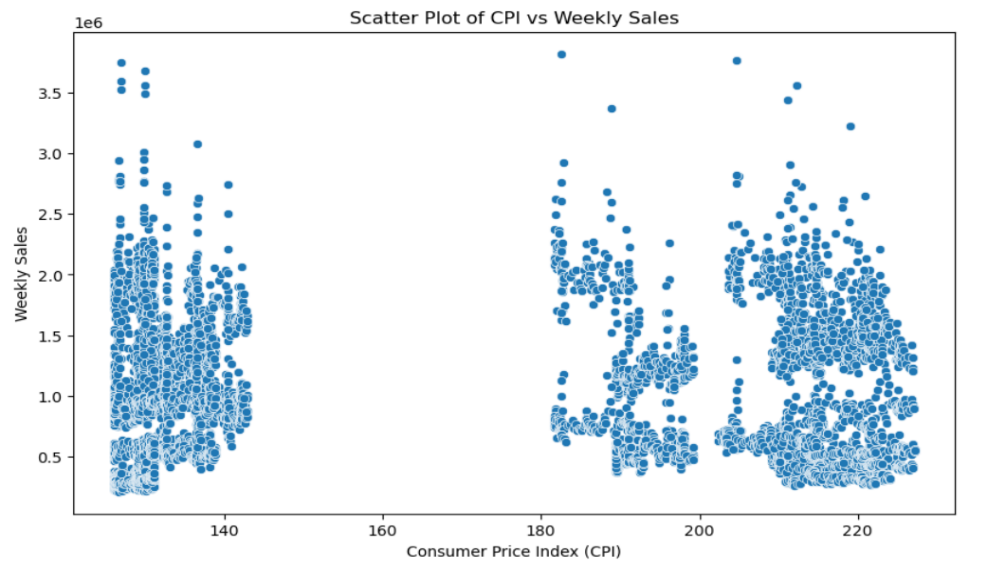 Scatter Plot of CPI vs Weekly Sales
1e6
3.5
3.0
2.5
2.0
1.5
1.0
0.5
Weekly Sales
140 160 180 200 220
Consumer Price Index (CPI)